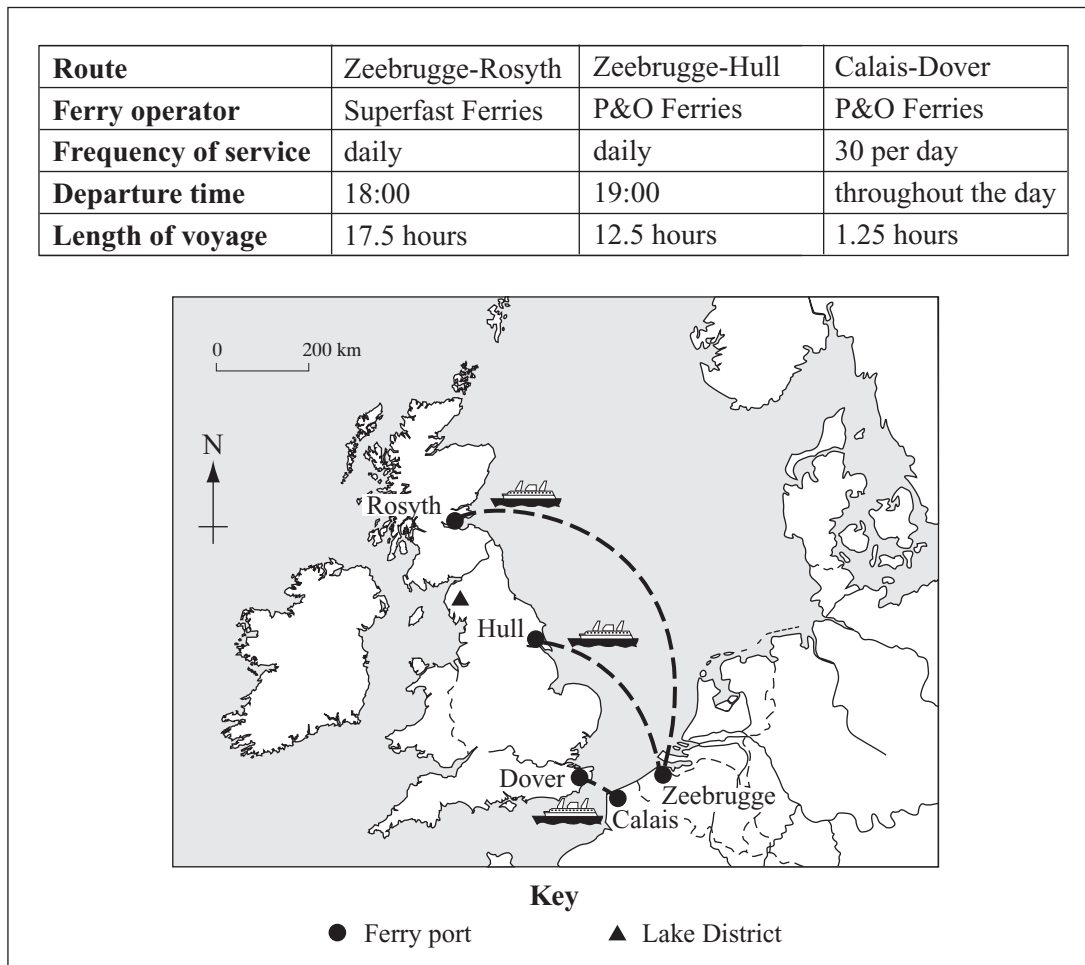 Route Zeebrugge-Rosyth Zeebrugge-Hull Calais-Dover
Ferry operator Superfast Ferries P&O Ferries P&O Ferries
Frequency of service daily daily 30 per day
Departure time 18:00 19:00 throughout the day
Length of voyage 17.5 hours 12.5 hours 1.25 hours
0 200 km
N
Rosyth
Hull
Dover
Zeebrugge
Calais
Key
Ferry port Lake District